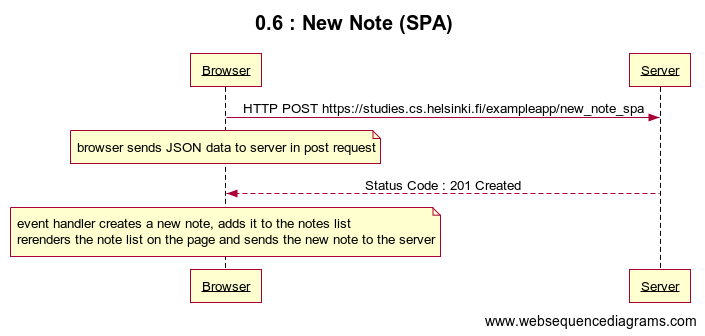 0.6 : New Note (SPA)
Browser
Server
HTTP POST https://studies.cs.helsinki.fi/exampleapp/new_note_spa
browser sends JSON data to server in post request
Status Code : 201 Created
event handler creates a new note, adds it to the notes list
rerenders the note list on the page and sends the new note to the server
Browser
Server
www.websequencediagrams.com